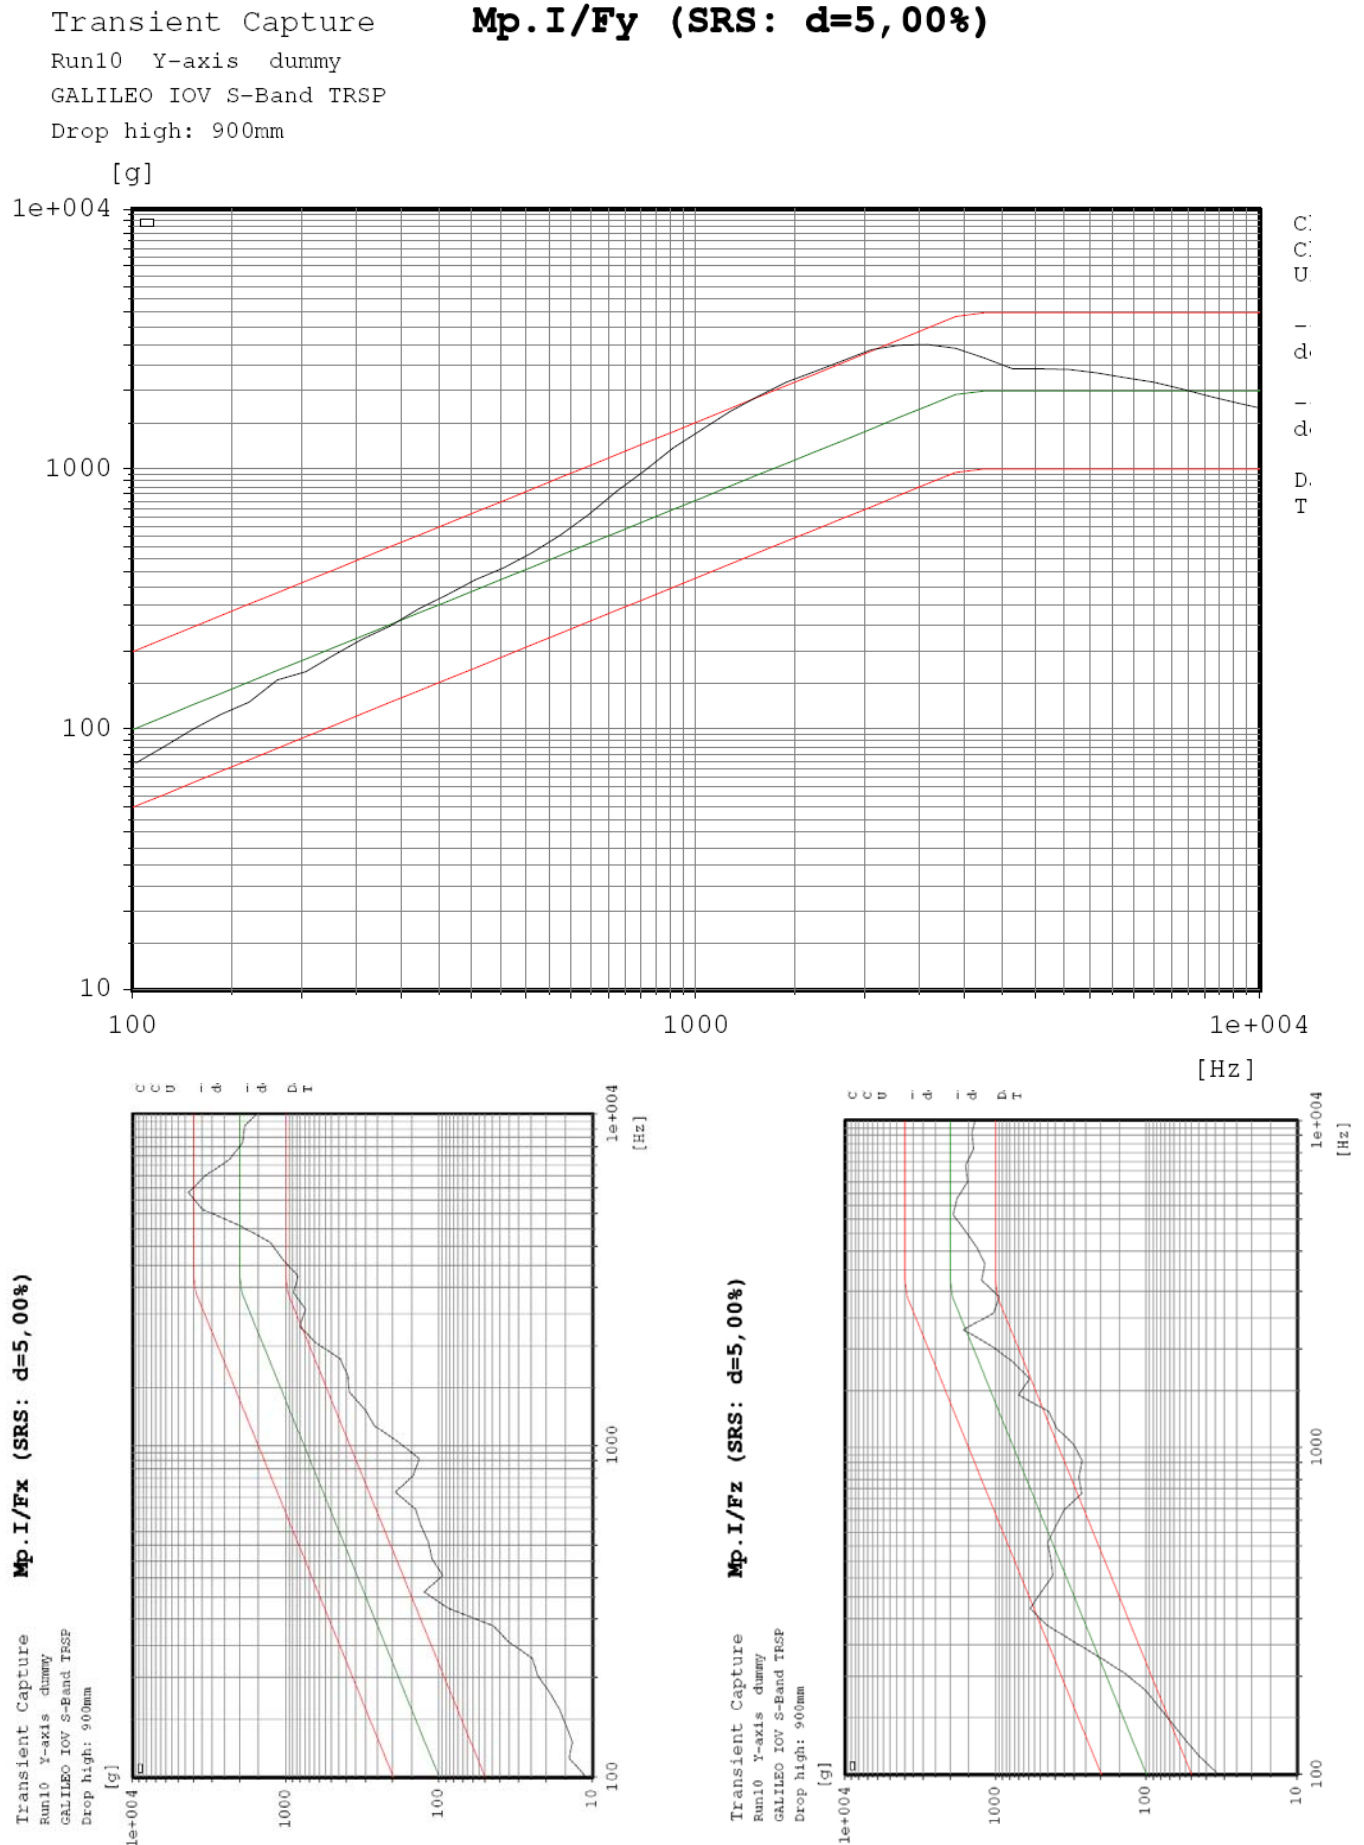 Transient Capture Mp.I/Fy (SRS: d=5,00%)
Run10 Y-axis dummy
GALILEO IOV S-Band TRSP
Drop high: 900mm
[g]
1e+004
1000
100
10
100 1000 1e+004
[Hz]
C
C
U
d
d
D
T
Transient Capture Mp.I/Fx (SRS: d=5,00%)
Run10 Y-axis dummy
GALILEO IOV S-Band TRSP
Drop high: 900mm
[g]
1e+004
1000
100
10
100 1000 1e+004
[Hz]
C
C
U
d
d
D
T
Transient Capture Mp.I/Fz (SRS: d=5,00%)
Run10 Y-axis dummy
GALILEO IOV S-Band TRSP
Drop high: 900mm
[g]
1e+004
1000
100
10
100 1000 1e+004
[Hz]
C
C
U
d
d
D
T